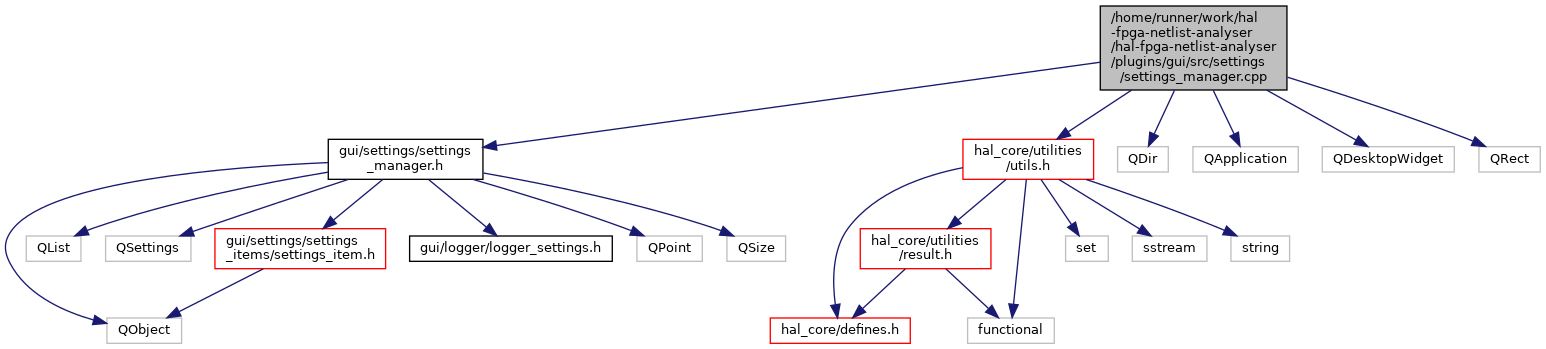 /home/runner/work/hal
-fpga-netlist-analyser
/hal-fpga-netlist-analyser
/plugins/gui/src/settings
/settings_manager.cpp
gui/settings/settings
_manager.h
hal_core/utilities
/utils.h
QDir
QApplication
QDesktopWidget
QRect
QList
QSettings
gui/settings/settings
_items/settings_item.h
gui/logger/logger_settings.h
QPoint
QSize
hal_core/utilities
/result.h
set
sstream
string
QObject
hal_core/defines.h
functional